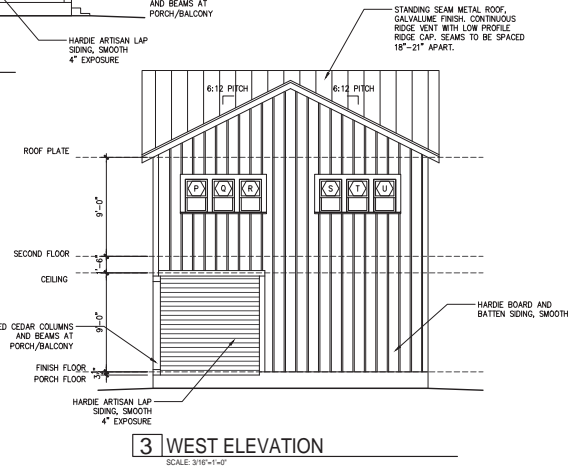 AND BEAMS AT
PORCH/BALCONY
HARDIE ARTISAN LAP
SIDING, SMOOTH
4" EXPOSURE
STANDING SEAM METAL ROOF,
GALVALUME FINISH. CONTINUOUS
RIDGE VENT WITH LOW PROFILE
RIDGE CAP. SEAMS TO BE SPACED
18"-21" APART.
6:12 PITCH
6:12 PITCH
ROOF PLATE
P Q R S T U
9'-0"
SECOND FLOOR
CEILING
9'-0"
HARDIE BOARD AND
BATTEN SIDING, SMOOTH
ED CEDAR COLUMNS
AND BEAMS AT
PORCH/BALCONY
FINISH FLOOR
PORCH FLOOR
3"
HARDIE ARTISAN LAP
SIDING, SMOOTH
4" EXPOSURE
3 WEST ELEVATION
SCALE: 3/16"=1'=0"